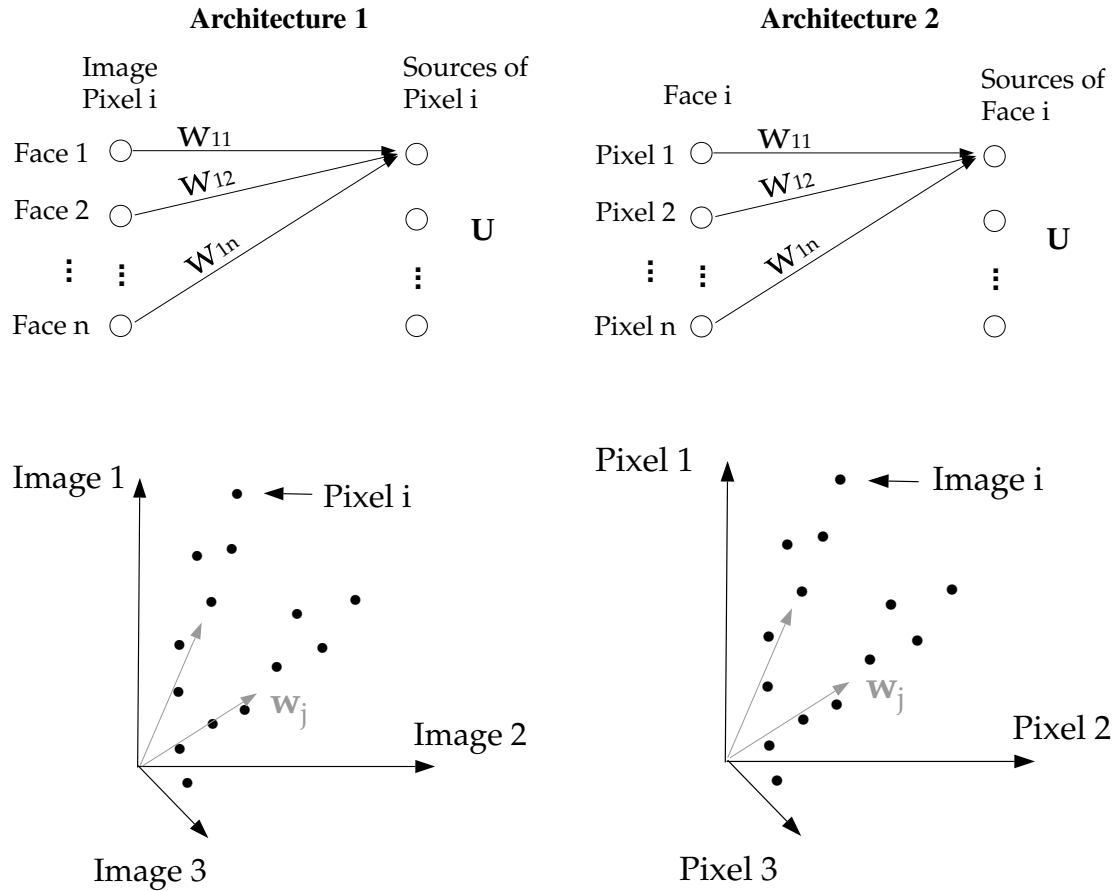 Architecture 1
Image
Pixel i
Sources of
Pixel i
Face 1
W11
Face 2
W12
U
⋮ ⋮ ⋮
W1n
Face n
Image 1
Pixel i
wj
Image 2
Image 3
Architecture 2
Face i
Sources of
Face i
Pixel 1
W11
Pixel 2
W12
U
⋮ ⋮ ⋮
W1n
Pixel n
Pixel 1
Image i
wj
Pixel 2
Pixel 3